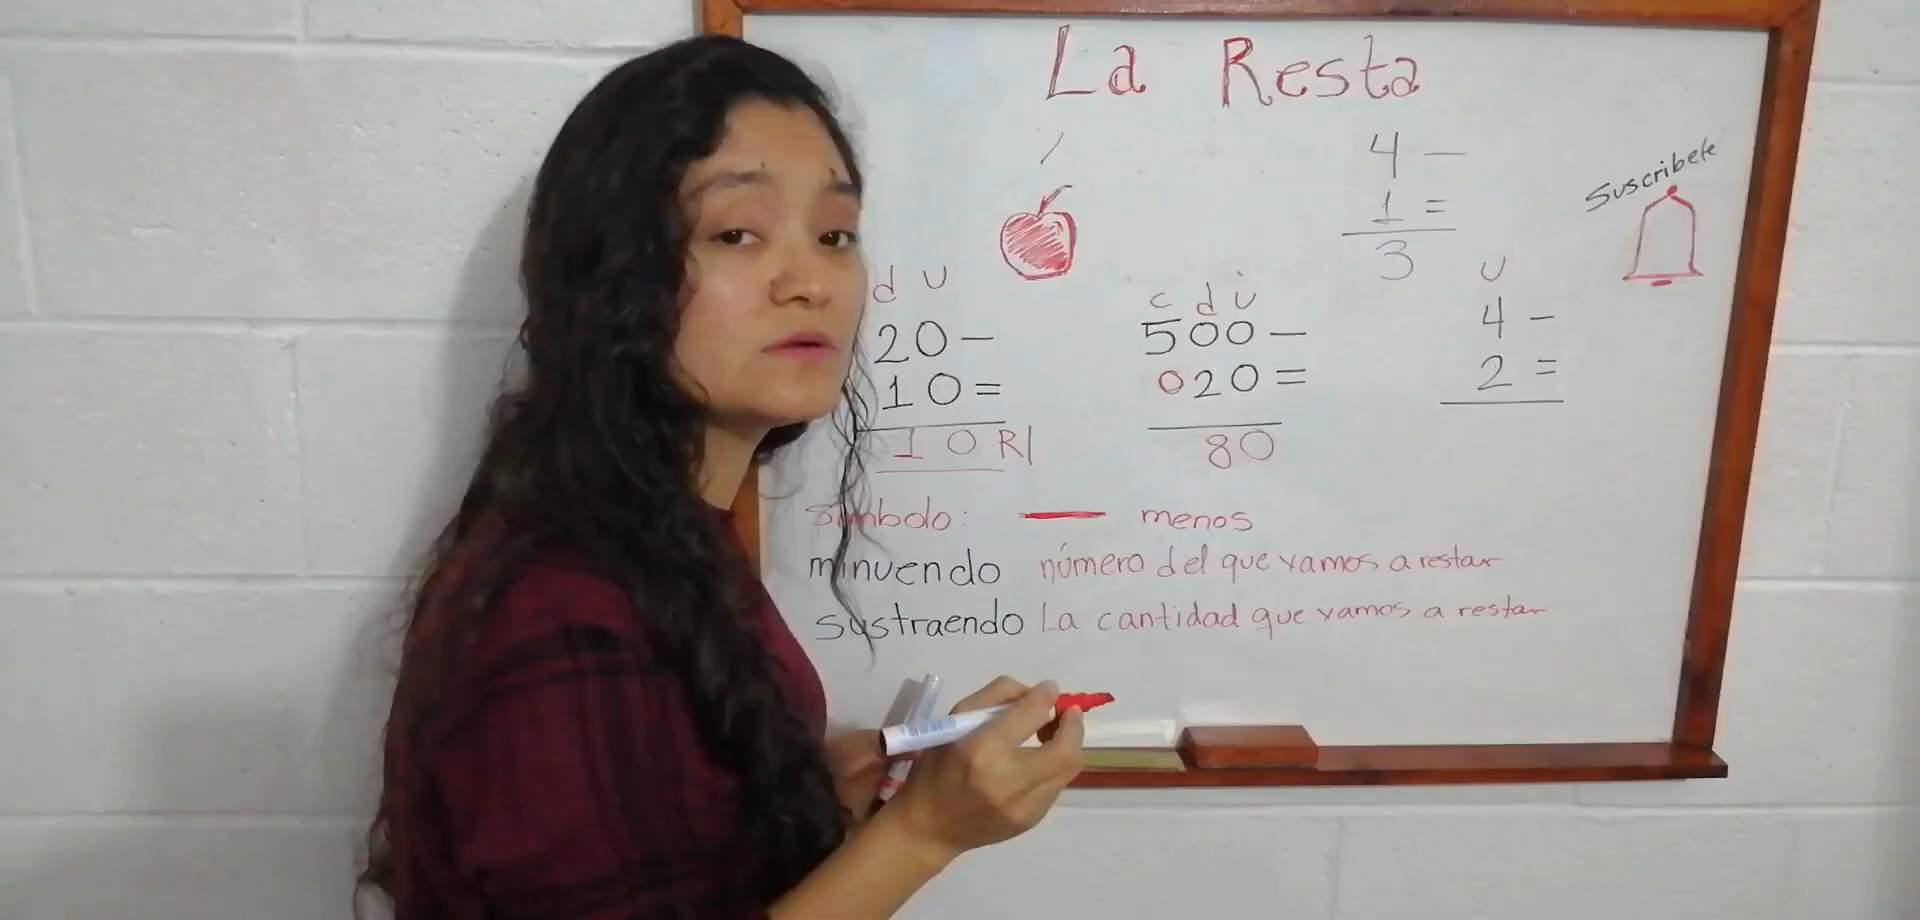 La Resta
4 -
1 =
3
Suscribete
d U
20 -
10 =
10 R|
c d u
500 -
020 =
80
U
4 -
2 =
símbolo: — menos
minuendo número del que vamos a restar
sustraendo La cantidad que vamos a restar